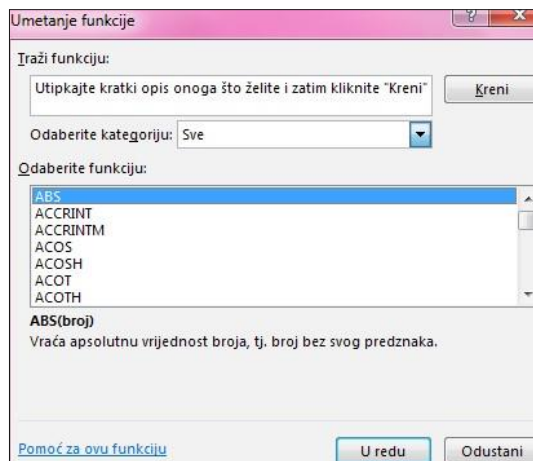 Umetanje funkcije
Traži funkciju:
Utipkajte kratki opis onoga što želite i zatim kliknite "Kreni"
Kreni
Odaberite kategoriju: Sve
Odaberite funkciju:
ABS
ACCRINT
ACCRINTM
ACOS
ACOSH
ACOT
ACOTH
ABS(broj)
Vraća apsolutnu vrijednost broja, tj. broj bez svog predznaka.
Pomoć za ovu funkciju
U redu
Odustani